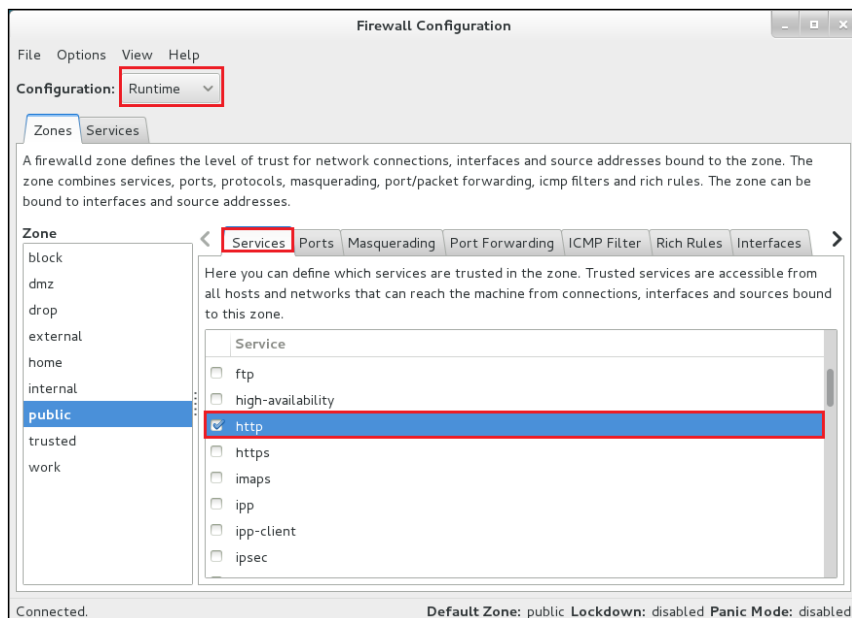 Firewall Configuration
File Options View Help
Configuration: Runtime
Zones Services
A firewalld zone defines the level of trust for network connections, interfaces and source addresses bound to the zone. The
zone combines services, ports, protocols, masquerading, port/packet forwarding, icmp filters and rich rules. The zone can be
bound to interfaces and source addresses.
Zone
block
dmz
drop
external
home
internal
public
trusted
work
Services Ports Masquerading Port Forwarding ICMP Filter Rich Rules Interfaces
Here you can define which services are trusted in the zone. Trusted services are accessible from
all hosts and networks that can reach the machine from connections, interfaces and sources bound
to this zone.
Service
ftp
high-availability
http
https
imaps
ipp
ipp-client
ipsec
Connected.
Default Zone: public Lockdown: disabled Panic Mode: disabled